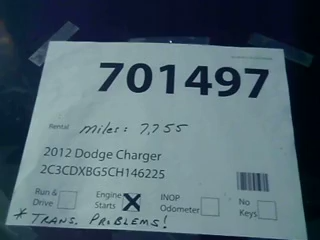 701497
Rental miles: 7,755
2012 Dodge Charger
2C3CDXBG5CH146225
Run & Drive Engine Starts X INOP Odometer No Keys
* TRANS. PROBLEMS!